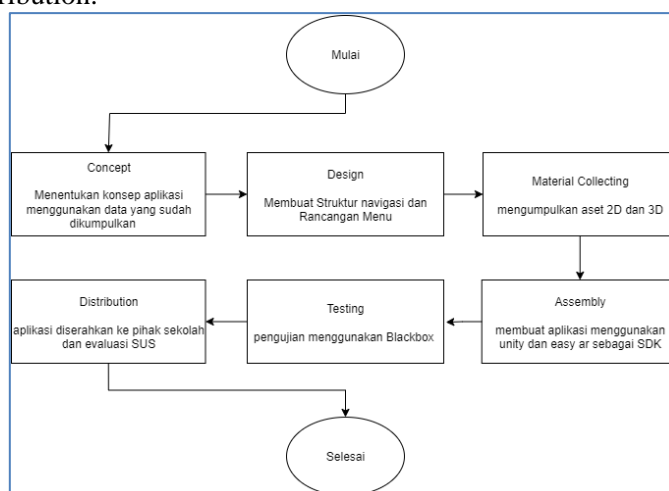 ribution.
Mulai
Concept
Menentukan konsep aplikasi
menggunakan data yang sudah
dikumpulkan
Design
Membuat Struktur navigasi dan
Rancangan Menu
Material Collecting
mengumpulkan aset 2D dan 3D
Assembly
membuat aplikasi menggunakan
unity dan easy ar sebagai SDK
Testing
pengujian menggunakan Blackbox
Distribution
aplikasi diserahkan ke pihak sekolah
dan evaluasi SUS
Selesai